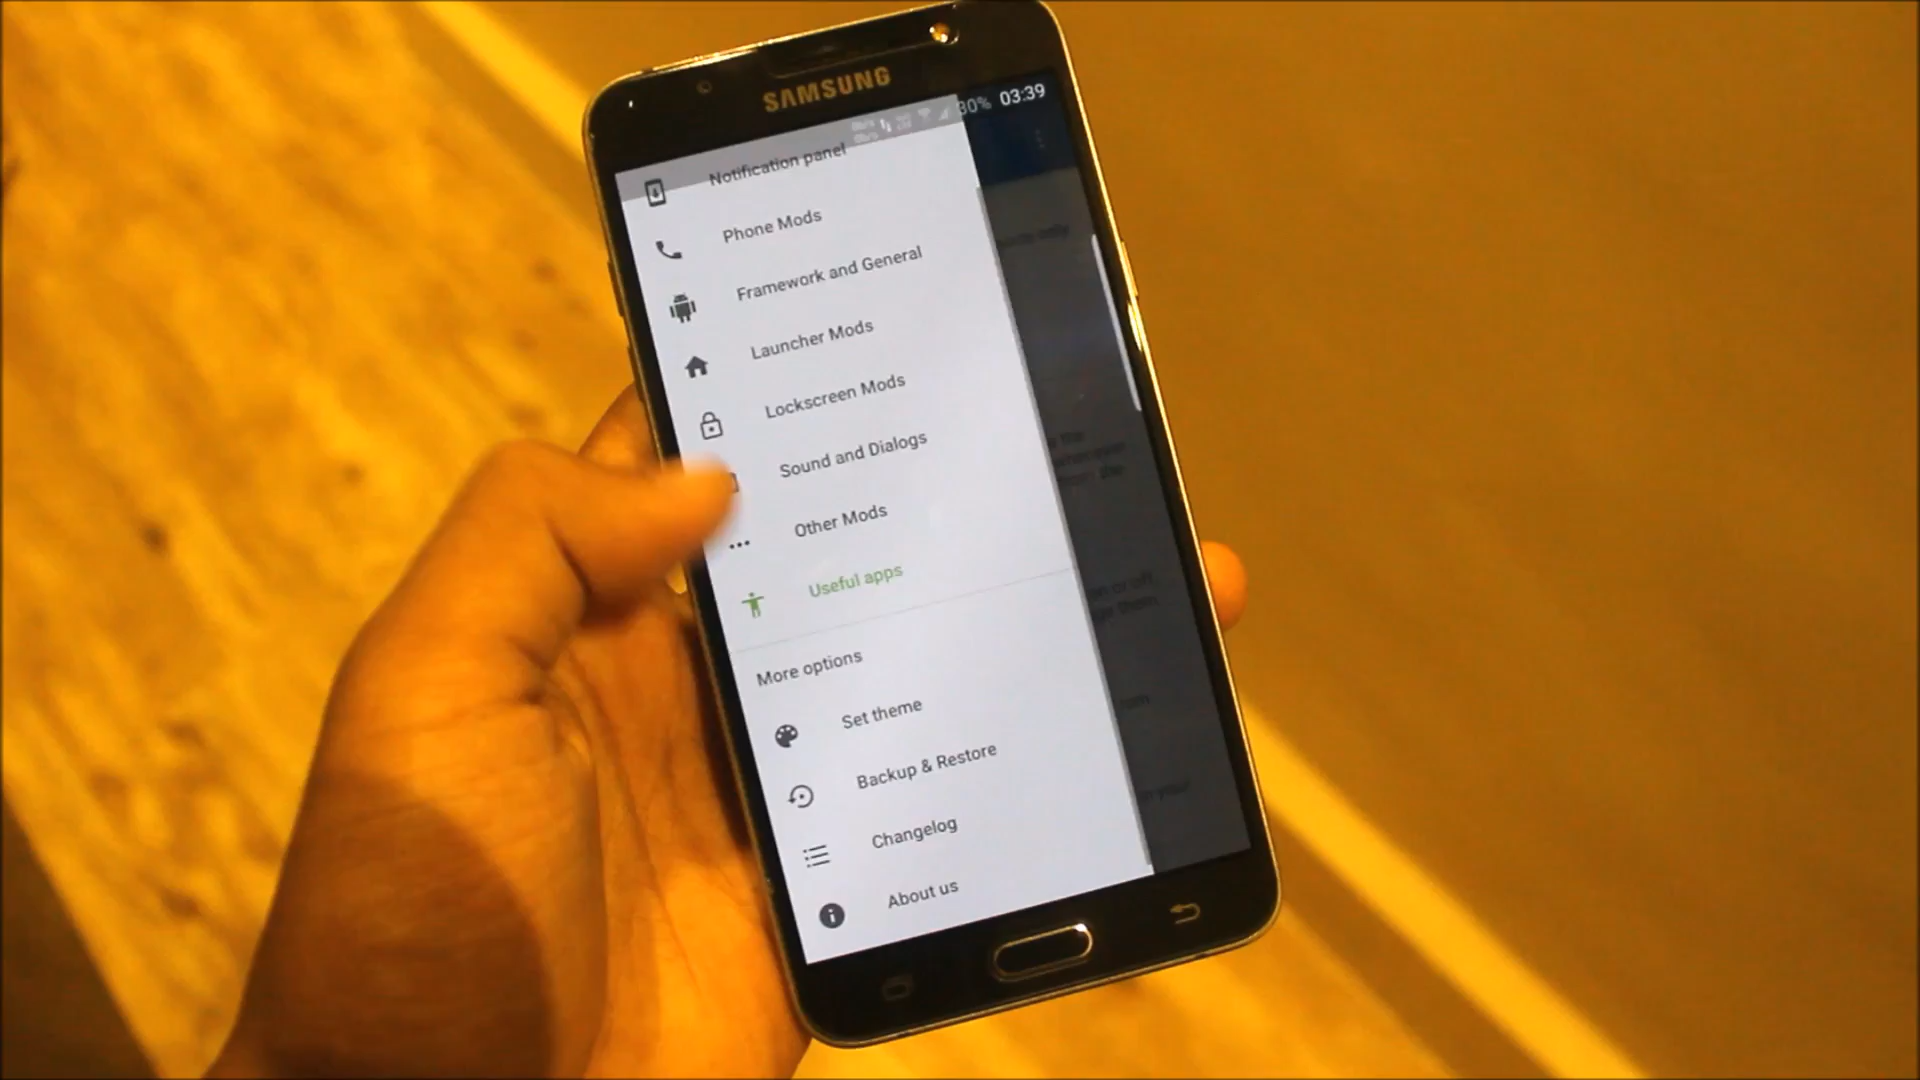 SAMSUNG
30% 03:39
Notification panel
Phone Mods
Framework and General
Launcher Mods
Lockscreen Mods
Sound and Dialogs
Other Mods
Useful apps
More options
Set theme
Backup & Restore
Changelog
About us